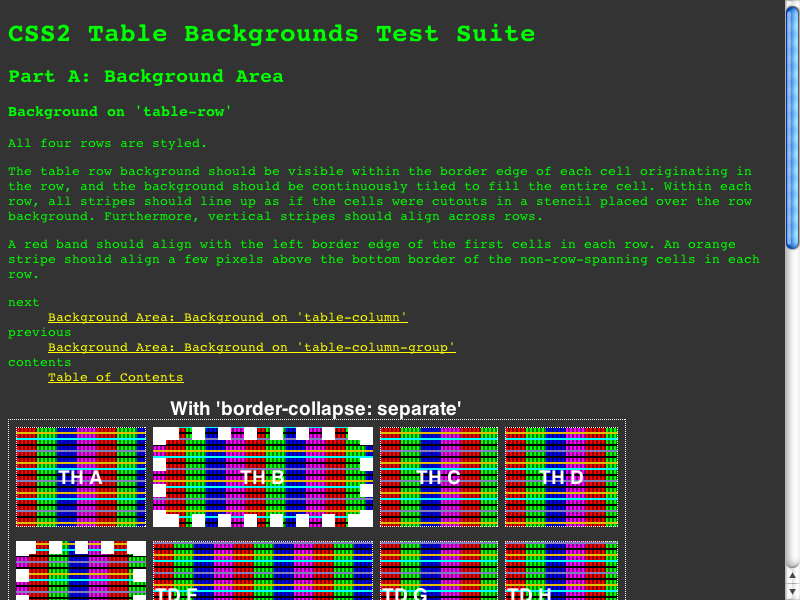 CSS2 Table Backgrounds Test Suite
Part A: Background Area
Background on 'table-row'
All four rows are styled.
The table row background should be visible within the border edge of each cell originating in
the row, and the background should be continuously tiled to fill the entire cell. Within each
row, all stripes should line up as if the cells were cutouts in a stencil placed over the row
background. Furthermore, vertical stripes should align across rows.
A red band should align with the left border edge of the first cells in each row. An orange
stripe should align a few pixels above the bottom border of the non-row-spanning cells in each
row.
next
Background Area: Background on 'table-column'
previous
Background Area: Background on 'table-column-group'
contents
Table of Contents
With 'border-collapse: separate'
TH A TH B TH C TH D
TD F TD G TD H